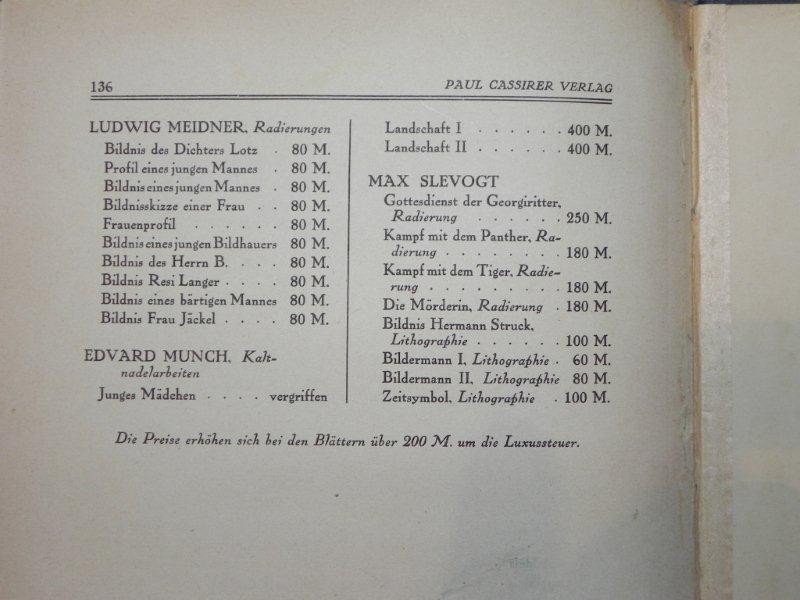 136
PAUL CASSIRER VERLAG
LUDWIG MEIDNER, Radierungen
Bildnis des Dichters Lotz . 80 M.
Profil eines jungen Mannes . 80 M.
Bildnis eines jungen Mannes . 80 M.
Bildnisskizze einer Frau . . 80 M.
Frauenprofil . . . . . . 80 M.
Bildnis eines jungen Bildhauers 80 M.
Bildnis des Herrn B. . . . 80 M.
Bildnis Resi Langer . . . . 80 M.
Bildnis eines bärtigen Mannes 80 M.
Bildnis Frau Jäckel . . . . 80 M.
EDVARD MUNCH, Kalt-
nadelarbeiten
Junges Mädchen . . . . vergriffen
Landschaft I . . . . . . 400 M.
Landschaft II . . . . . . 400 M.
MAX SLEVOGT
Gottesdienst der Georgiritter,
Radierung . . . . . . 250 M.
Kampf mit dem Panther, Ra-
dierung . . . . . . . . 180 M.
Kampf mit dem Tiger, Radie-
rung . . . . . . . . . 180 M.
Die Mörderin, Radierung . 180 M.
Bildnis Hermann Struck,
Lithographie . . . . . . 100 M.
Bildermann I, Lithographie . 60 M.
Bildermann II, Lithographie 80 M.
Zeitsymbol, Lithographie . 100 M.
Die Preise erhöhen sich bei den Blättern über 200 M. um die Luxussteuer.